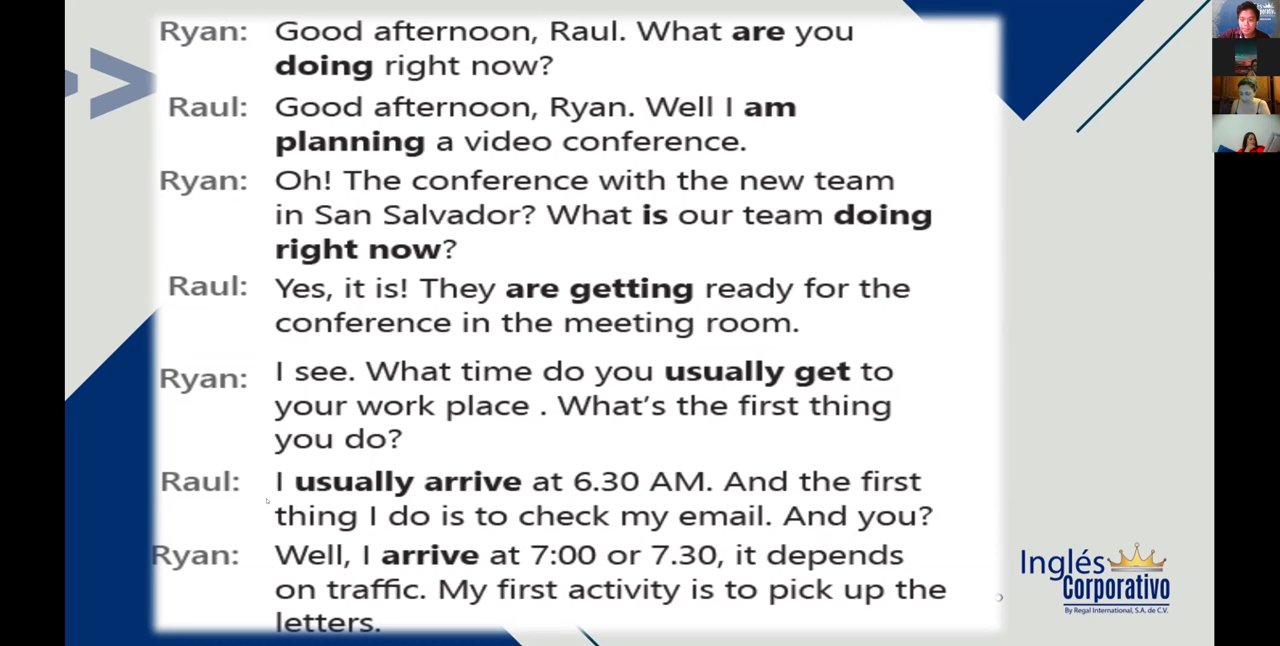 Ryan: Good afternoon, Raul. What are you
doing right now?
Raul: Good afternoon, Ryan. Well I am
planning a video conference.
Ryan: Oh! The conference with the new team
in San Salvador? What is our team doing
right now?
Raul: Yes, it is! They are getting ready for the
conference in the meeting room.
Ryan: I see. What time do you usually get to
your work place . What's the first thing
you do?
Raul: I usually arrive at 6.30 AM. And the first
thing I do is to check my email. And you?
Ryan: Well, I arrive at 7:00 or 7.30, it depends
on traffic. My first activity is to pick up the
letters.
Inglés
Corporativo
By Regal International, S.A. de C.V.